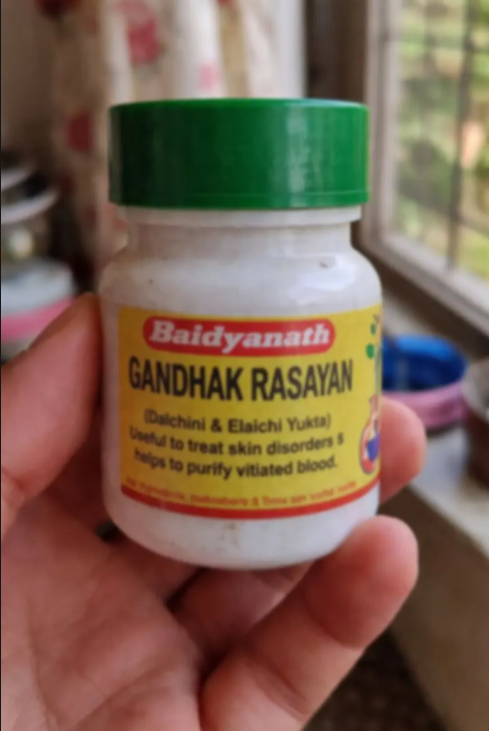 Baidyanath
GANDHAK RASAYAN
(Dalchini & Elaichi Yukta)
Useful to treat skin disorders &
helps to purify vitiated blood.